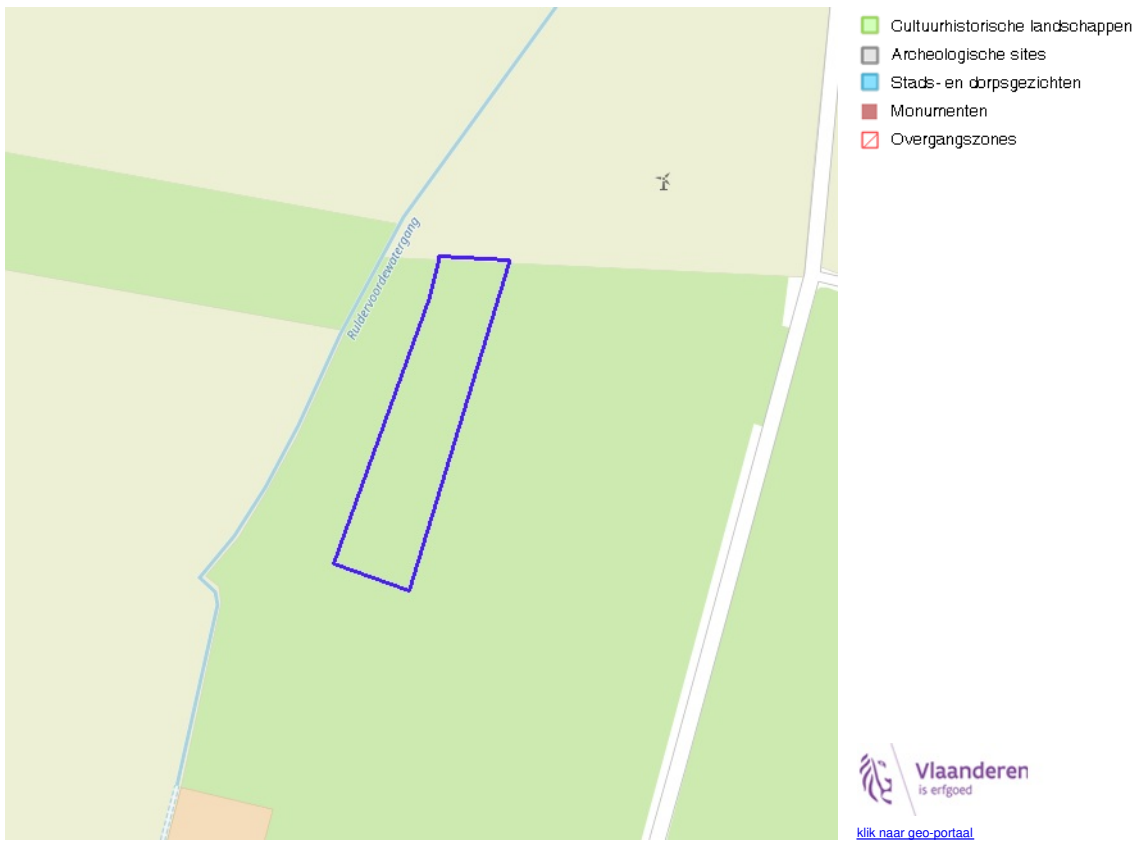 Cultuurhistorische landschappen
Archeologische sites
Stads- en dorpsgezichten
Monumenten
Overgangszones
Ruldervoordewatergang
Vlaanderen
is erfgoed
klik naar geo-portaal